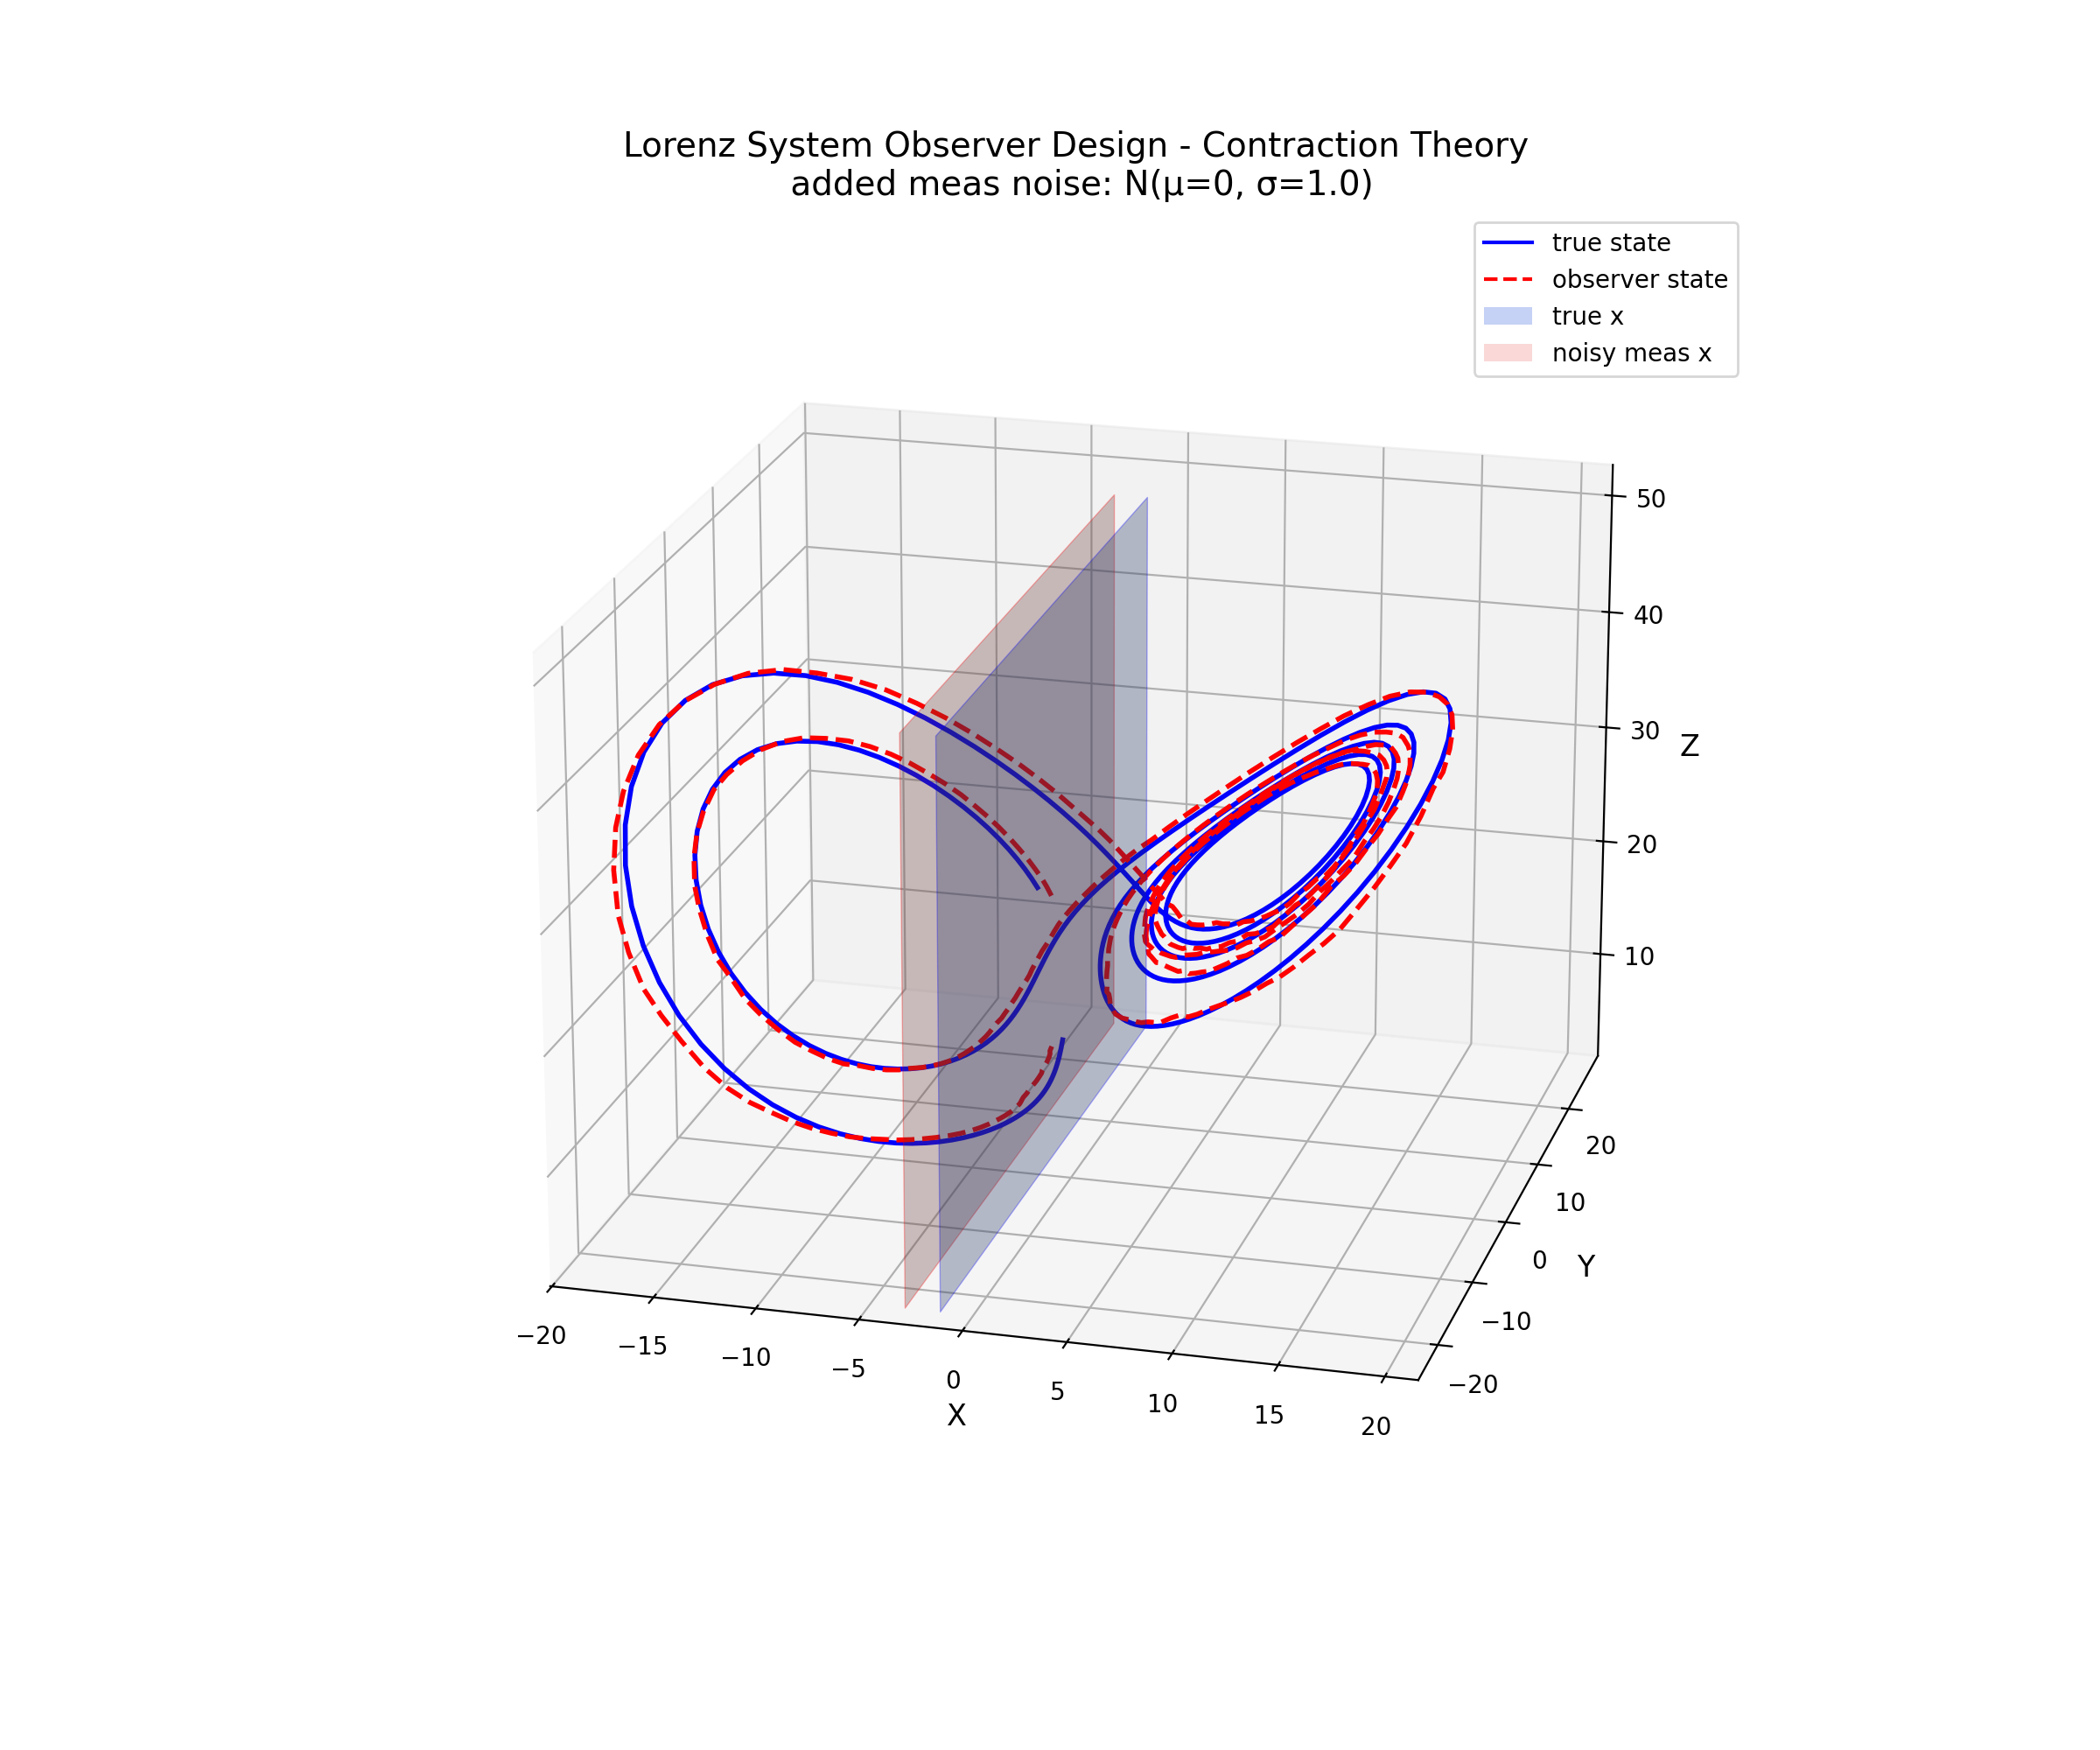 Lorenz System Observer Design - Contraction Theory
added meas noise: N(μ=0, σ=1.0)
true state
observer state
true x
noisy meas x
50
40
30
Z
20
10
20
10
0
Y
−10
−20
−20
−15
−10
−5
0
5
10
15
20
X